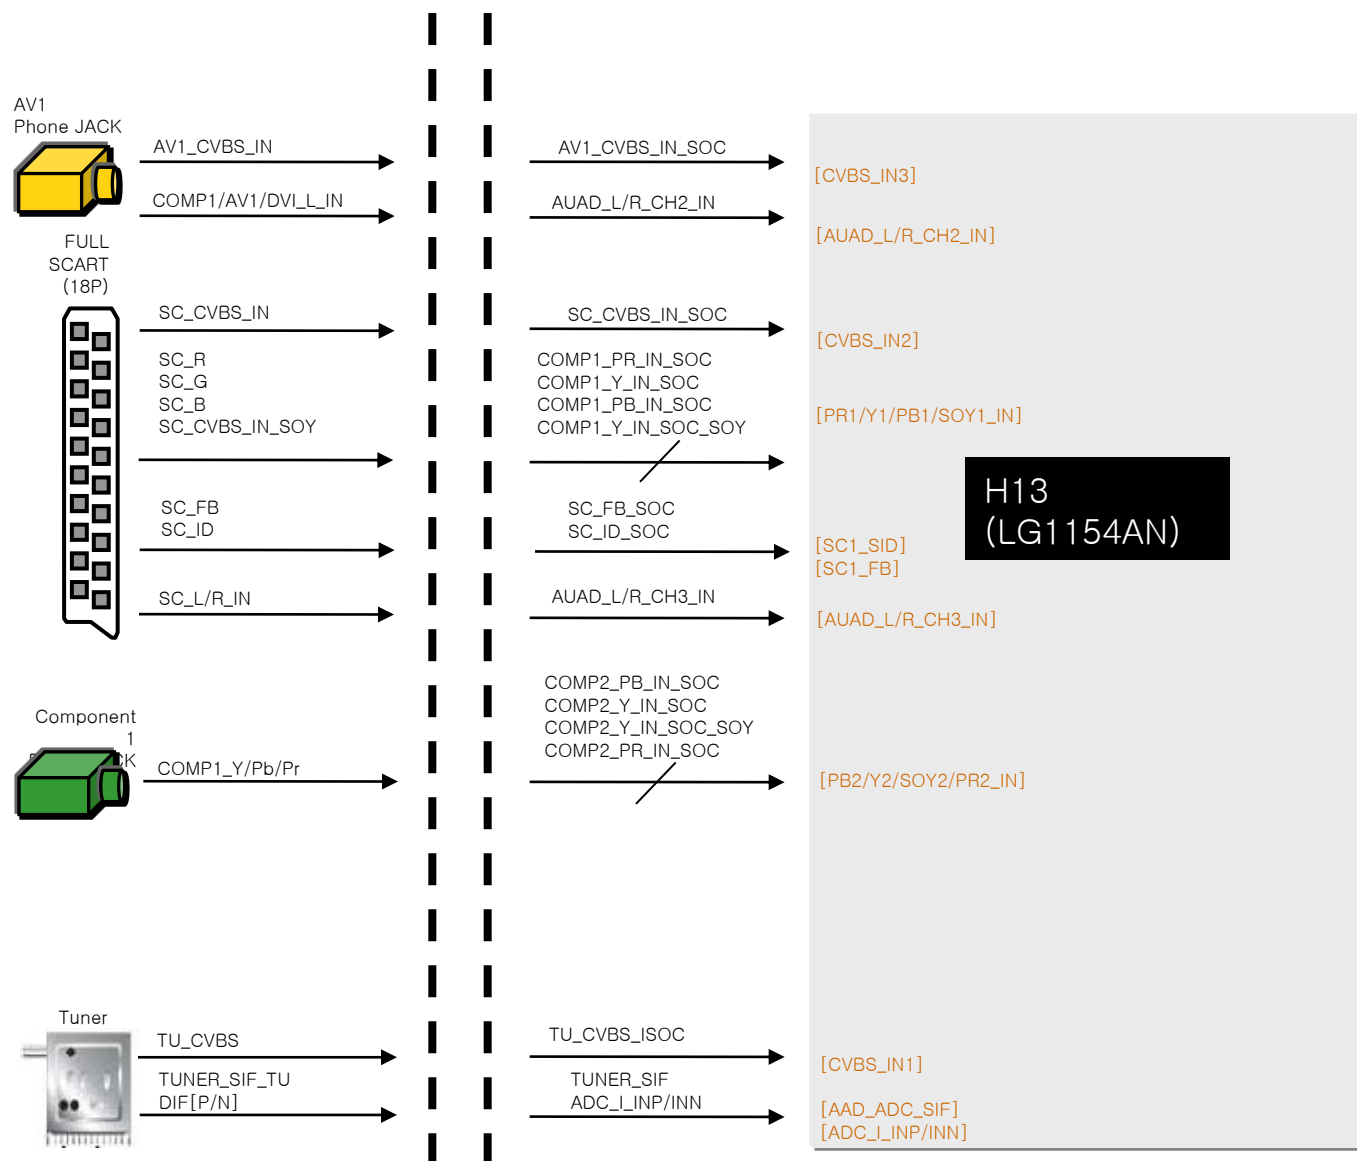 AV1
Phone JACK
AV1_CVBS_IN
AV1_CVBS_IN_SOC
[CVBS_IN3]
COMP1/AV1/DVI_L_IN
AUAD_L/R_CH2_IN
[AUAD_L/R_CH2_IN]
FULL
SCART
(18P)
SC_CVBS_IN
SC_CVBS_IN_SOC
[CVBS_IN2]
SC_R
SC_G
SC_B
SC_CVBS_IN_SOY
COMP1_PR_IN_SOC
COMP1_Y_IN_SOC
COMP1_PB_IN_SOC
COMP1_Y_IN_SOC_SOY
[PR1/Y1/PB1/SOY1_IN]
H13
(LG1154AN)
SC_FB
SC_ID
SC_FB_SOC
SC_ID_SOC
[SC1_SID]
[SC1_FB]
SC_L/R_IN
AUAD_L/R_CH3_IN
[AUAD_L/R_CH3_IN]
Component
1
COMP1_Y/Pb/Pr
COMP2_PB_IN_SOC
COMP2_Y_IN_SOC
COMP2_Y_IN_SOC_SOY
COMP2_PR_IN_SOC
[PB2/Y2/SOY2/PR2_IN]
Tuner
TU_CVBS
TU_CVBS_ISOC
[CVBS_IN1]
TUNER_SIF_TU
DIF[P/N]
TUNER_SIF
ADC_I_INP/INN
[AAD_ADC_SIF]
[ADC_I_INP/INN]